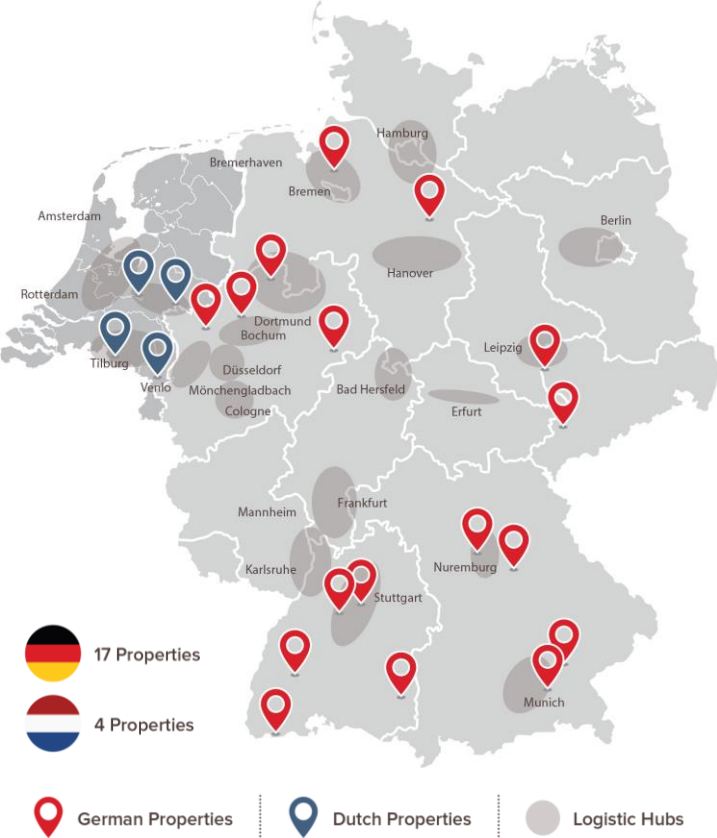 Hamburg
Bremerhaven
Bremen
Amsterdam
Berlin
Hanover
Rotterdam
Dortmund
Bochum
Leipzig
Tilburg
Venlo
Düsseldorf
Mönchengladbach
Bad Hersfeld
Cologne
Erfurt
Frankfurt
Mannheim
Karlsruhe
Nuremburg
Stuttgart
17 Properties
Munich
4 Properties
German Properties
Dutch Properties
Logistic Hubs